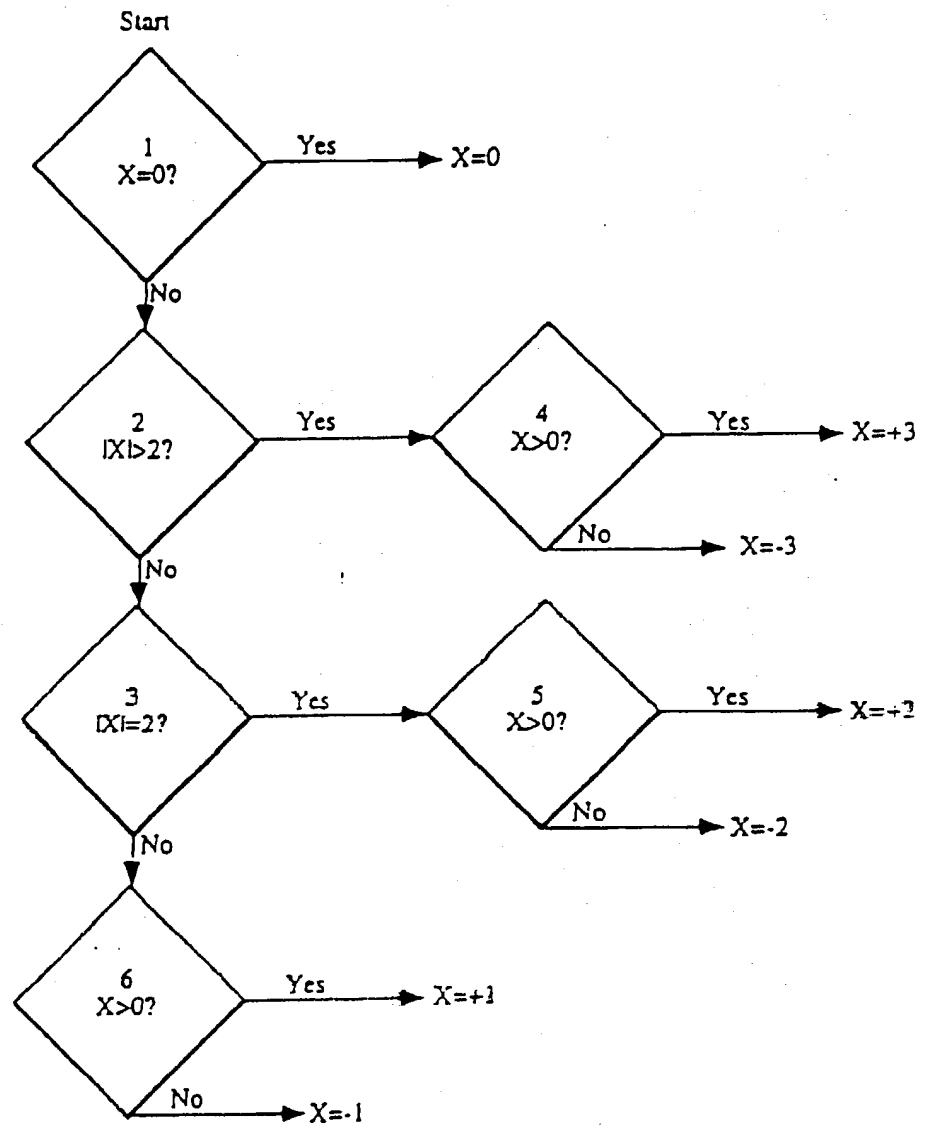 Start
1
X=0?
Yes
X=0
No
2
|X|>2?
Yes
4
X>0?
Yes
X=+3
No
X=-3
No
3
|X|=2?
Yes
5
X>0?
Yes
X=+2
No
X=-2
No
6
X>0?
Yes
X=+1
No
X=-1